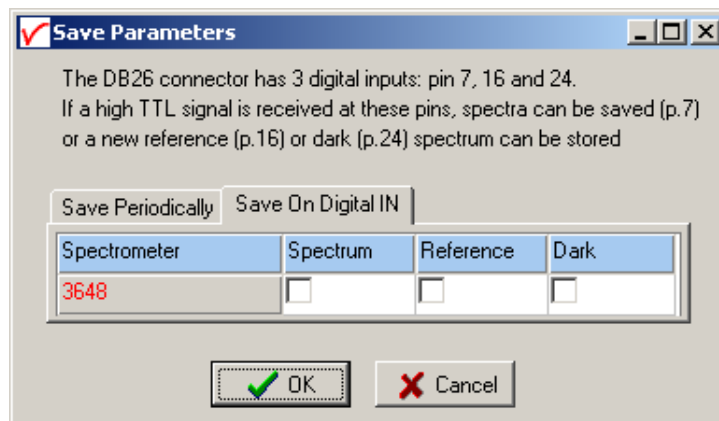 Save Parameters
The DB26 connector has 3 digital inputs: pin 7, 16 and 24.
If a high TTL signal is received at these pins, spectra can be saved (p.7)
or a new reference (p.16) or dark (p.24) spectrum can be stored
Save Periodically Save On Digital IN
Spectrometer Spectrum Reference Dark
3648
OK Cancel